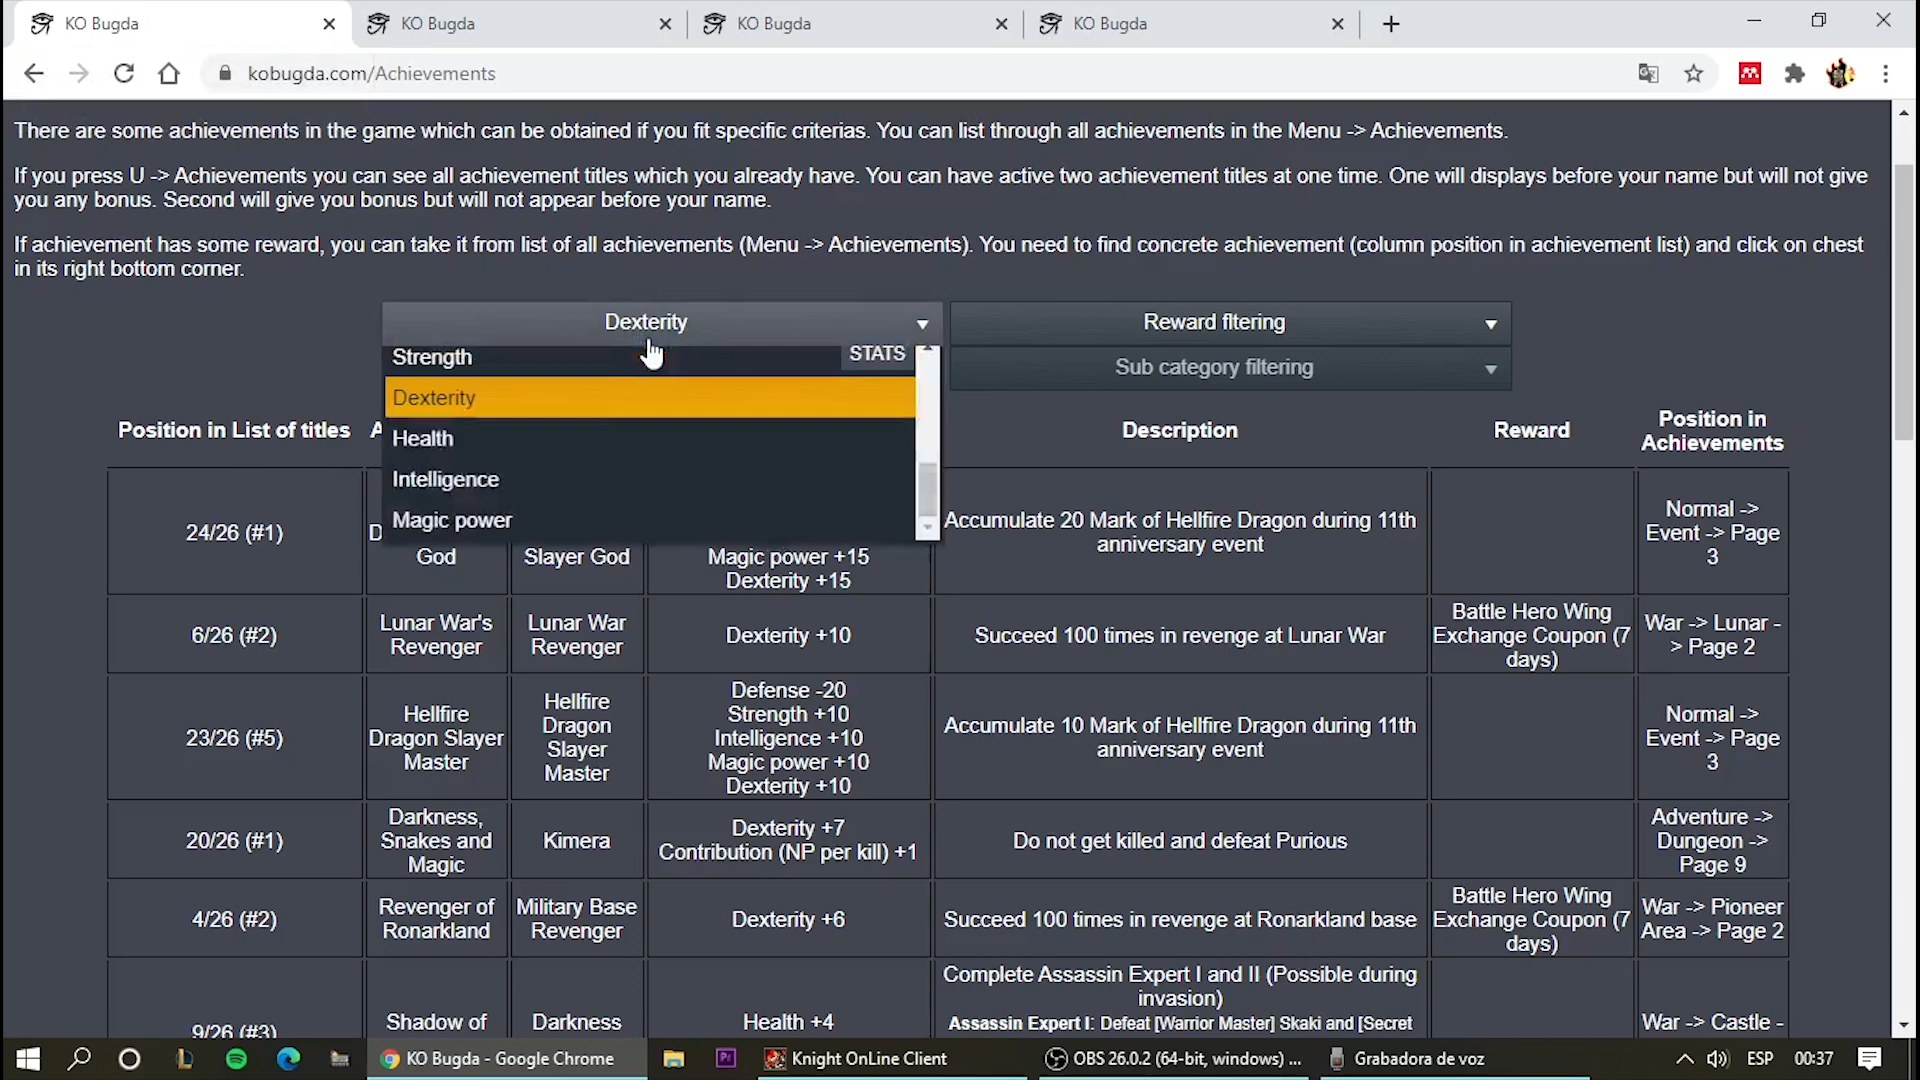 KO Bugda
KO Bugda
KO Bugda
KO Bugda
kobugda.com/Achievements
There are some achievements in the game which can be obtained if you fit specific criterias. You can list through all achievements in the Menu -> Achievements.
If you press U -> Achievements you can see all achievement titles which you already have. You can have active two achievement titles at one time. One will displays before your name but will not give
you any bonus. Second will give you bonus but will not appear before your name.
If achievement has some reward, you can take it from list of all achievements (Menu -> Achievements). You need to find concrete achievement (column position in achievement list) and click on chest
in its right bottom corner.
Dexterity
Reward fltering
Strength
STATS
Sub category filtering
Dexterity
Health
Intelligence
Magic power
Position in List of titles
A
Description
Reward
Position in
Achievements
24/26 (#1)
D
God
Slayer God
Magic power +15
Dexterity +15
Accumulate 20 Mark of Hellfire Dragon during 11th
anniversary event
Normal ->
Event -> Page
3
6/26 (#2)
Lunar War's
Revenger
Lunar War
Revenger
Dexterity +10
Succeed 100 times in revenge at Lunar War
Battle Hero Wing
Exchange Coupon (7
days)
War -> Lunar -
> Page 2
23/26 (#5)
Hellfire
Dragon Slayer
Master
Hellfire
Dragon
Slayer
Master
Defense -20
Strength +10
Intelligence +10
Magic power +10
Dexterity +10
Accumulate 10 Mark of Hellfire Dragon during 11th
anniversary event
Normal ->
Event -> Page
3
20/26 (#1)
Darkness,
Snakes and
Magic
Kimera
Dexterity +7
Contribution (NP per kill) +1
Do not get killed and defeat Purious
Adventure ->
Dungeon ->
Page 9
4/26 (#2)
Revenger of
Ronarkland
Military Base
Revenger
Dexterity +6
Succeed 100 times in revenge at Ronarkland base
Battle Hero Wing
Exchange Coupon (7
days)
War -> Pioneer
Area -> Page 2
9/26 (#3)
Shadow of
Darkness
Health +4
Complete Assassin Expert I and II (Possible during
invasion)
Assassin Expert I: Defeat [Warrior Master] Skaki and [Secret
War -> Castle -
KO Bugda - Google Chrome
Pr
Knight OnLine Client
OBS 26.0.2 (64-bit, windows) ...
Grabadora de voz
ESP
00:37